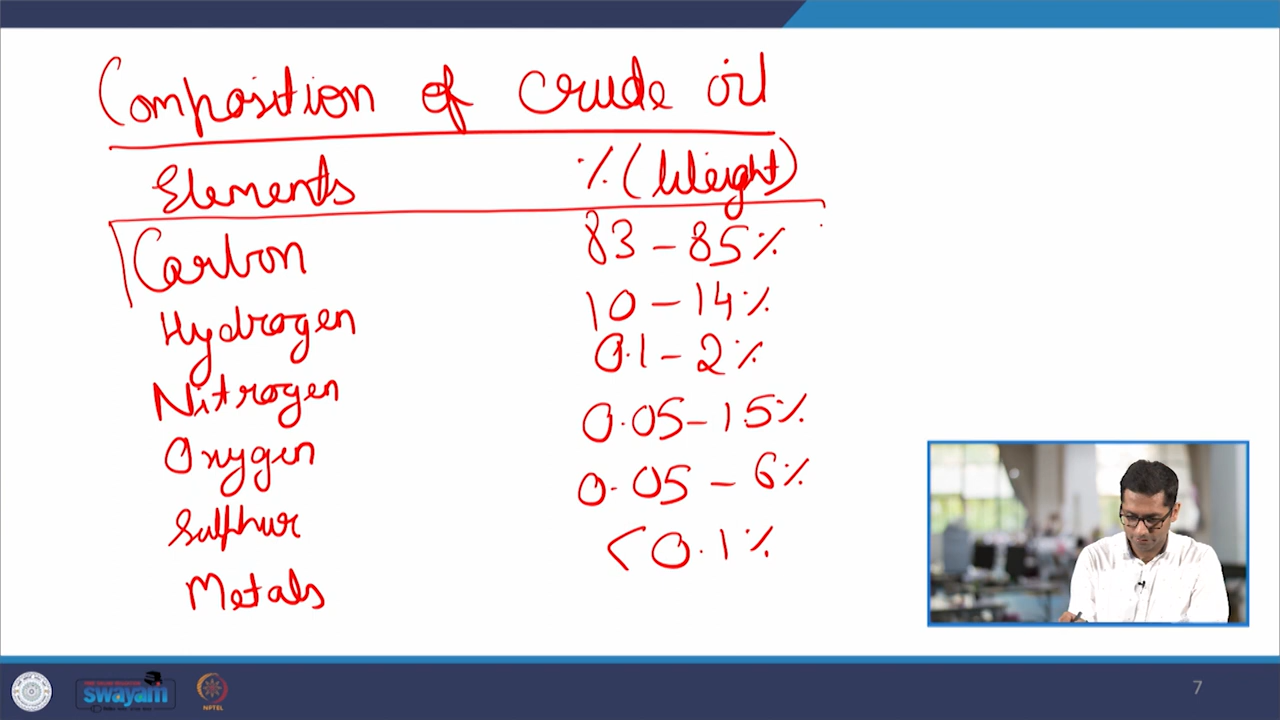 Composition of crude oil
Elements % (Weight)
Carbon 83 - 85 %
Hydrogen 10 - 14 %
Nitrogen 0.1 - 2 %
Oxygen 0.05 - 1.5 %
Sulphur 0.05 - 6 %
Metals < 0.1 %
swayam
NPTEL
7